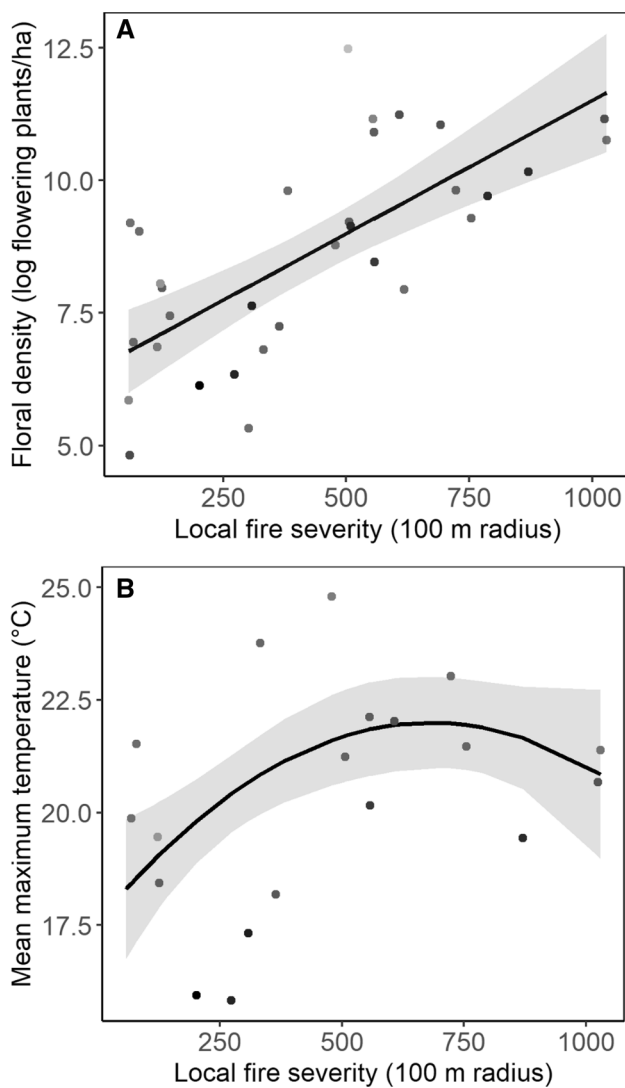 A
Floral density (log flowering plants/ha)
12.5
10.0
7.5
5.0
250 500 750 1000
Local fire severity (100 m radius)
B
Mean maximum temperature (°C)
25.0
22.5
20.0
17.5
250 500 750 1000
Local fire severity (100 m radius)